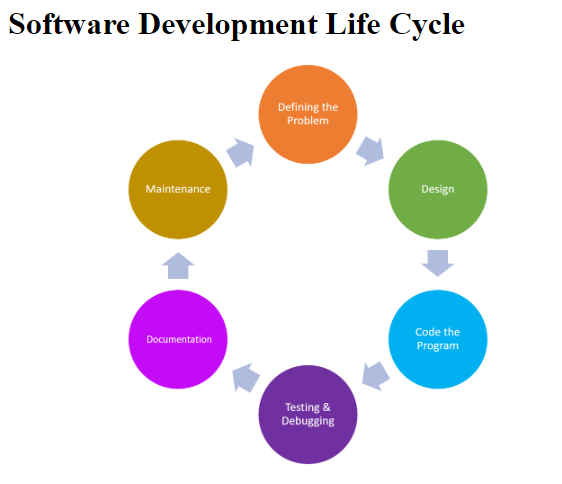 Software Development Life Cycle
Defining the
Problem
Design
Code the
Program
Testing &
Debugging
Documentation
Maintenance